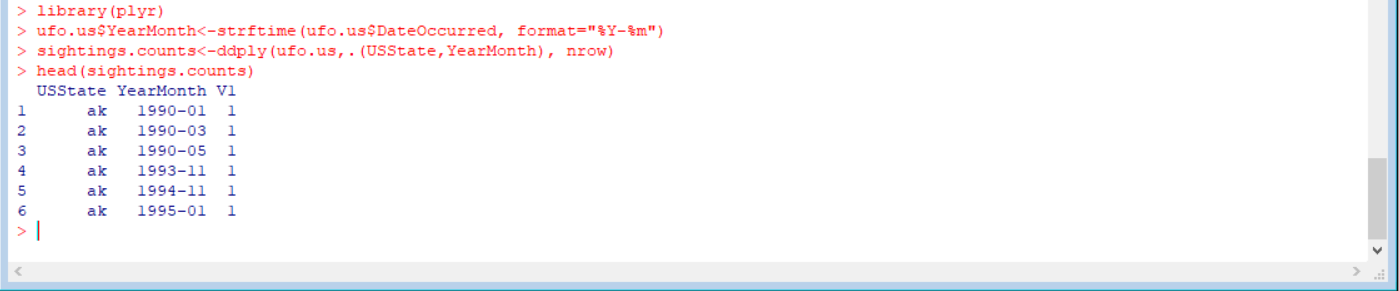 > library(plyr)
> ufo.us$YearMonth<-strftime(ufo.us$DateOccurred, format="%Y-%m")
> sightings.counts<-ddply(ufo.us,.(USState,YearMonth), nrow)
> head(sightings.counts)
  USState YearMonth V1
1      ak   1990-01  1
2      ak   1990-03  1
3      ak   1990-05  1
4      ak   1993-11  1
5      ak   1994-11  1
6      ak   1995-01  1
>